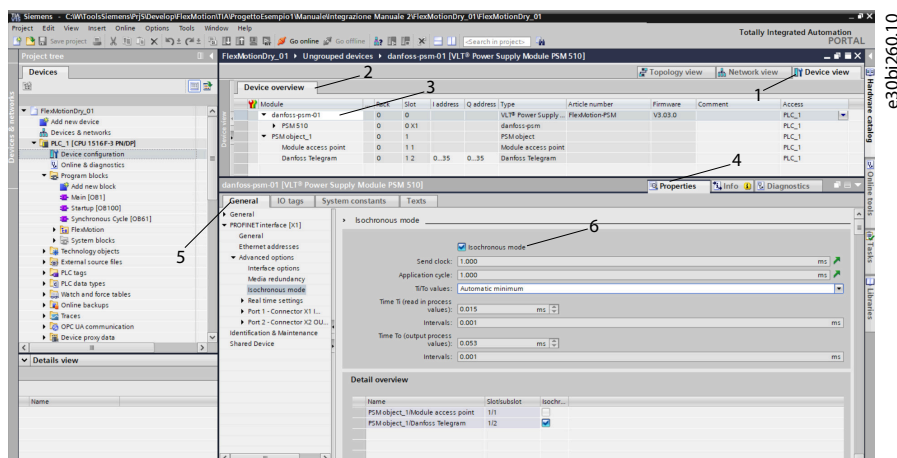 Siemens - C:\WITools\Siemens\PrJs\Develop\FlexMotion\TIA\ProgettoEsempio1\Manuale\Integrazione Manuale 2\FlexMotionDry_01\FlexMotionDry_01
Project Edit View Insert Online Options Tools Window Help
Save project Go online Go offline <Search in project>
Totally Integrated Automation
PORTAL
Project tree
FlexMotionDry_01 Ungrouped devices danfoss-psm-01 [VLT® Power Supply Module PSM 510]
Devices
Topology view Network view Device view
Device overview
2
3
1
Module Rack Slot I address Q address Type Article number Firmware Comment Access
danfoss-psm-01 0 0 VLT® Power Supply ... FlexMotion-PSM V3.03.0 PLC_1
PSM 510 0 0 X1 danfoss-psm PLC_1
PSM object_1 0 1 PSM object PLC_1
Module access point 0 1 1 Module access point PLC_1
Danfoss Telegram 0 1 2 0...35 0...35 Danfoss Telegram PLC_1
FlexMotionDry_01
Add new device
Devices & networks
PLC_1 [CPU 1516F-3 PN/DP]
Device configuration
Online & diagnostics
Program blocks
Add new block
Main [OB1]
Startup [OB100]
Synchronous Cycle [OB61]
FlexMotion
System blocks
Technology objects
External source files
PLC tags
PLC data types
Watch and force tables
Online backups
Traces
OPC UA communication
Device proxy data
Details view
Name
4
danfoss-psm-01 [VLT® Power Supply Module PSM 510]
Properties Info Diagnostics
General IO tags System constants Texts
5
6
General
PROFINET interface [X1]
General
Ethernet addresses
Advanced options
Interface options
Media redundancy
Isochronous mode
Real time settings
Port 1 - Connector X1 I...
Port 2 - Connector X2 OU...
Identification & Maintenance
Shared Device
Isochronous mode
Isochronous mode
Send clock: 1.000 ms
Application cycle: 1.000 ms
Ti/To values: Automatic minimum
Time Ti (read in process
values): 0.015 ms
Intervals: 0.001 ms
Time To (output process
values): 0.053 ms
Intervals: 0.001 ms
Detail overview
Name Slot/subslot Isochr...
PSM object_1/Module access point 1/1
PSM object_1/Danfoss Telegram 1/2
Devices & networks
Hardware catalog
Online tools
Tasks
Libraries
e30bi260.10